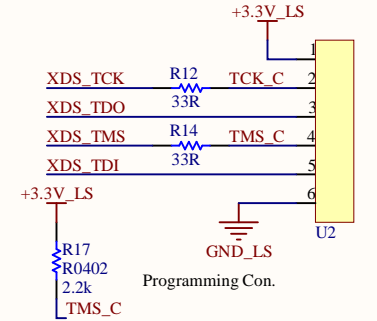 +3.3V_LS
1
XDS_TCK R12 TCK_C 2
33R
XDS_TDO 3
XDS_TMS R14 TMS_C 4
33R
XDS_TDI 5
+3.3V_LS 6
U2
GND_LS
R17
R0402
2.2k
Programming Con.
TMS_C